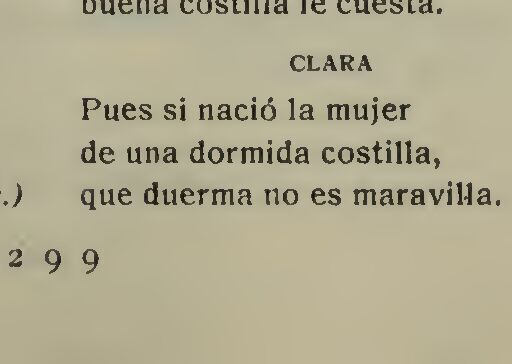 buena costilla le cuesta.
CLARA
Pues si nació la mujer
de una dormida costilla,
.) que duerma no es maravilla.
2 9 9